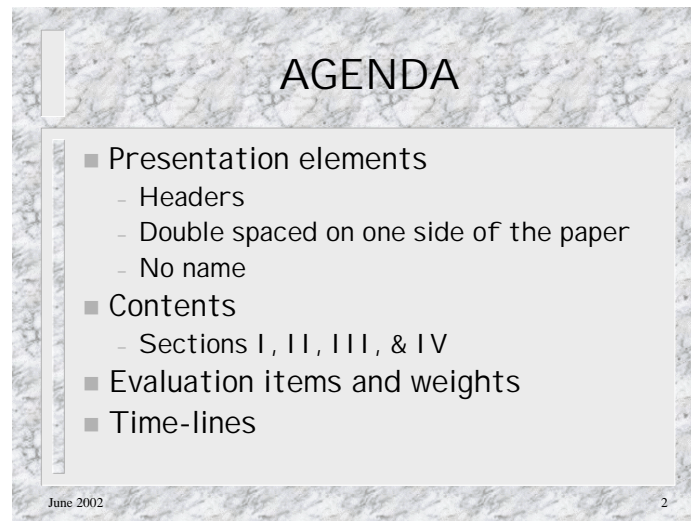 AGENDA
■ Presentation elements
– Headers
– Double spaced on one side of the paper
– No name
■ Contents
– Sections I, II, III, & IV
■ Evaluation items and weights
■ Time-lines
June 2002
2